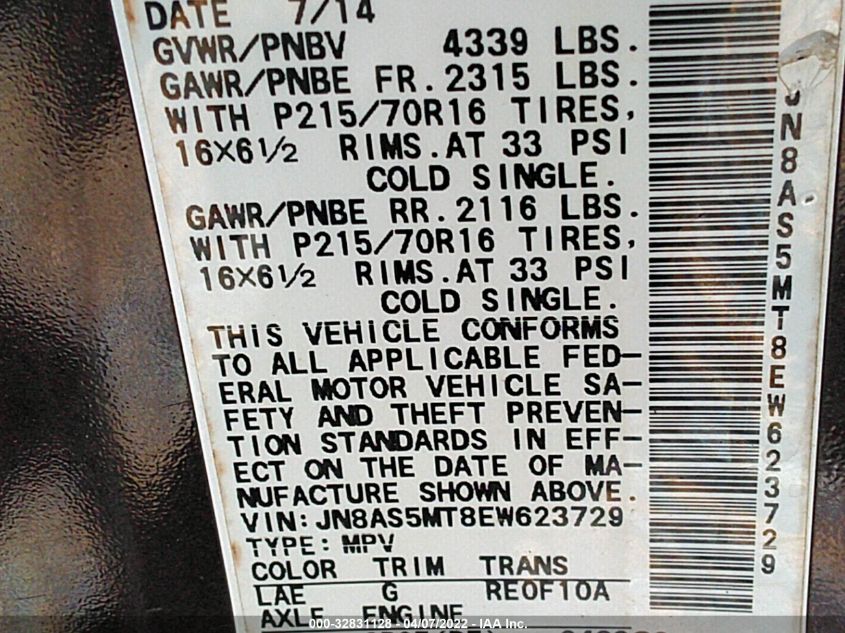 DATE 7/14
GVWR/PNBV 4339 LBS.
GAWR/PNBE FR. 2315 LBS.
WITH P215/70R16 TIRES,
16X6 1/2 RIMS. AT 33 PSI
COLD SINGLE.
GAWR/PNBE RR. 2116 LBS.
WITH P215/70R16 TIRES,
16X6 1/2 RIMS. AT 33 PSI
COLD SINGLE.
THIS VEHICLE CONFORMS
TO ALL APPLICABLE FED-
ERAL MOTOR VEHICLE SA-
FETY AND THEFT PREVEN-
TION STANDARDS IN EFF-
ECT ON THE DATE OF MA-
NUFACTURE SHOWN ABOVE.
VIN:JN8AS5MT8EW623729
TYPE: MPV
COLOR TRIM TRANS
LAE G RE0F10A
AXLE ENGINE
JN8AS5MT8EW623729
000-32831128 - 04/07/2022 - IAA Inc.